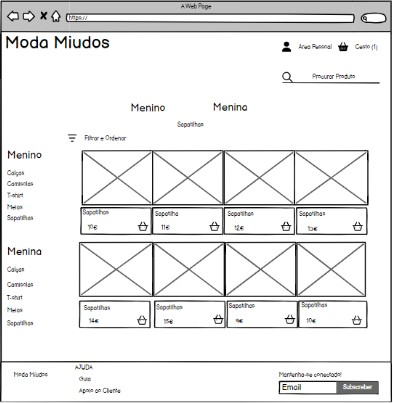 A Web Page
https://
Moda Miudos
Area Pessoal
Cesto (1)
Procurar Produto
Menino
Menina
Sapatilhas
Filtrar e Ordenar
Menino
Calças
Camisolas
T-shirt
Meias
Sapatilhas
Sapatilhas
Sapatilha
Sapatilhas
Sapatilhas
10€
11€
12€
13€
Menina
Calças
Camisolas
T-shirt
Meias
Sapatilhas
Sapatilhas
Sapatilhas
Sapatilhas
Sapatilhas
14€
15€
9€
10€
Moda Miudos
AJUDA
Guia
Apoio ao Cliente
Mantenha-se conectado!
Email
Subscrever